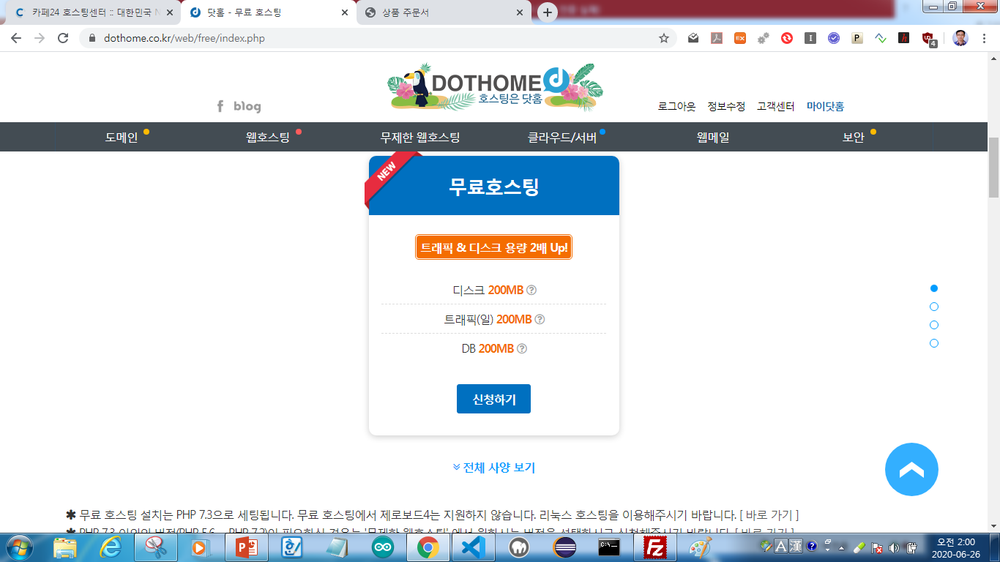 카페24 호스팅센터 :: 대한민국 N
닷홈 - 무료 호스팅
상품 주문서
dothome.co.kr/web/free/index.php
EX
I
P
4
blog
DOTHOME
호스팅은 닷홈
로그아웃 정보수정 고객센터 마이닷홈
도메인 웹호스팅 무제한 웹호스팅 클라우드/서버 웹메일 보안
NEW
무료호스팅
트래픽 & 디스크 용량 2배 Up!
디스크 200MB
트래픽(일) 200MB
DB 200MB
신청하기
전체 사양 보기
✱ 무료 호스팅 설치는 PHP 7.3으로 세팅됩니다. 무료 호스팅에서 제로보드4는 지원하지 않습니다. 리눅스 호스팅을 이용해주시기 바랍니다. [ 바로 가기 ]
✱ PHP 7.3 이외의 버전(PHP 5.6 ~ PHP 7.2)이 필요하신 경우는 '무제한 웹호스팅' 에서 원하시는 버전을 선택하시고 신청해주시기 바랍니다. [ 바로 가기 ]
A 漢
오전 2:00
2020-06-26